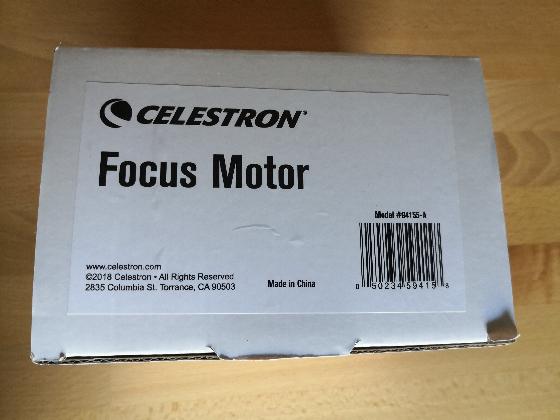 CELESTRON
Focus Motor
Model #94155-A
www.celestron.com
©2018 Celestron • All Rights Reserved
2835 Columbia St. Torrance, CA 90503
Made in China
0 50234 59415